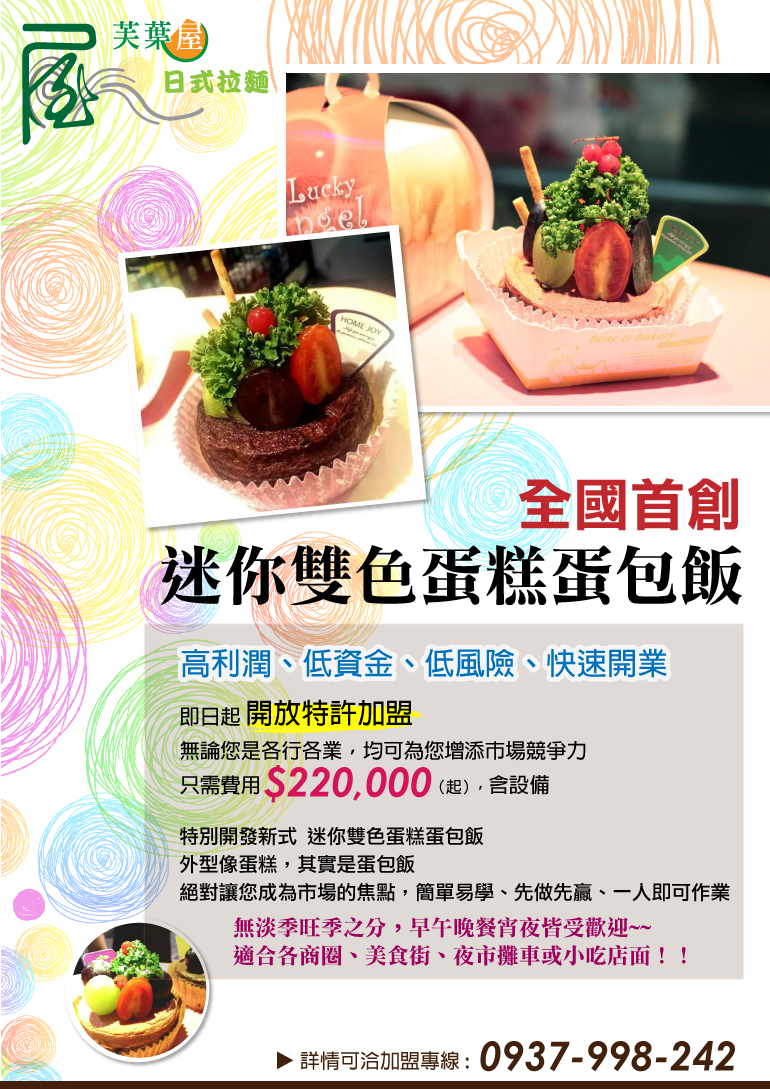 屋
芙葉屋
日式拉麵
Lucky
ngel
HOME JOY
Bear & Bakery
全國首創
迷你雙色蛋糕蛋包飯
高利潤、低資金、低風險、快速開業
即日起 開放特許加盟
無論您是各行各業，均可為您增添市場競爭力
只需費用 $220,000（起），含設備
特別開發新式 迷你雙色蛋糕蛋包飯
外型像蛋糕，其實是蛋包飯
絕對讓您成為市場的焦點，簡單易學、先做先贏、一人即可作業
無淡季旺季之分，早午晚餐宵夜皆受歡迎~~
適合各商圈、美食街、夜市攤車或小吃店面！！
▶ 詳情可洽加盟專線：0937-998-242